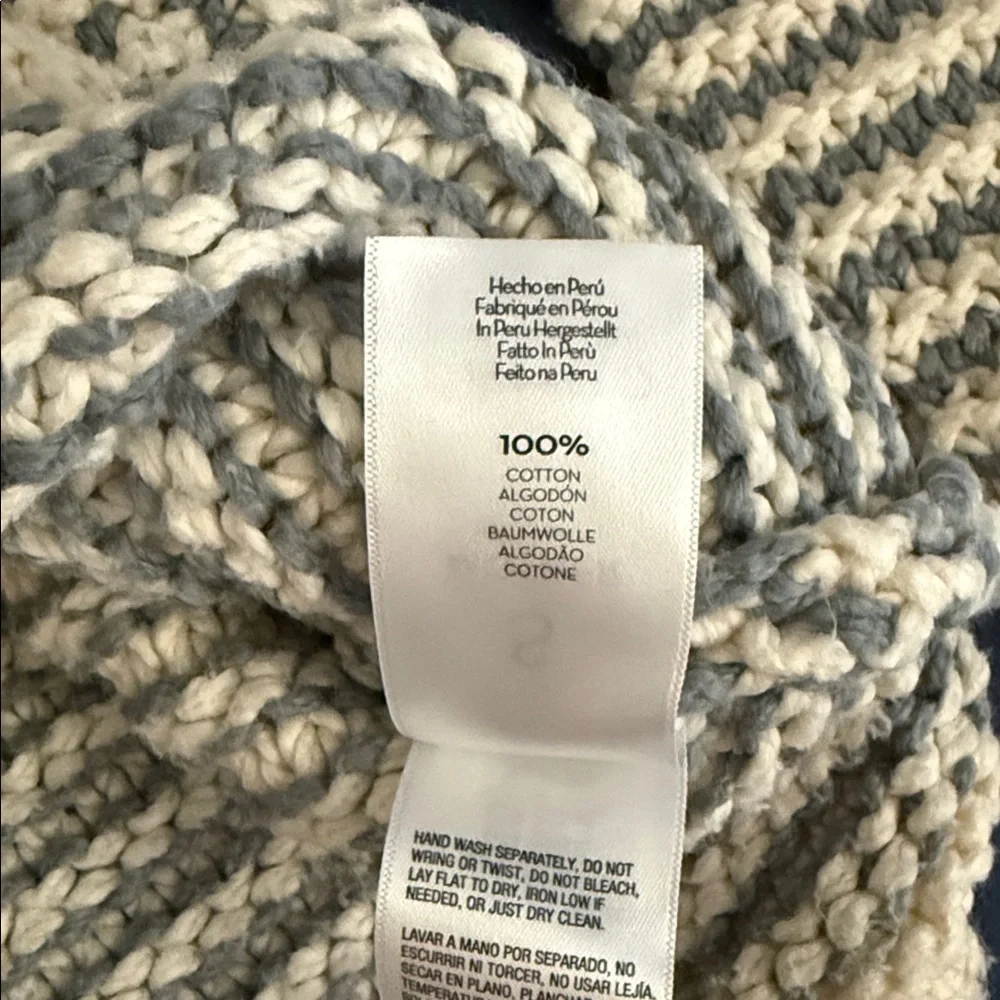 Hecho en Perú
Fabriqué en Pérou
In Peru Hergestellt
Fatto In Perù
Feito na Peru
100%
COTTON
ALGODÓN
COTON
BAUMWOLLE
ALGODÃO
COTONE
HAND WASH SEPARATELY, DO NOT
WRING OR TWIST, DO NOT BLEACH,
LAY FLAT TO DRY, IRON LOW IF
NEEDED, OR JUST DRY CLEAN.
LAVAR A MANO POR SEPARADO, NO
ESCURRIR NI TORCER, NO USAR LEJÍA,
SECAR EN PLANO,